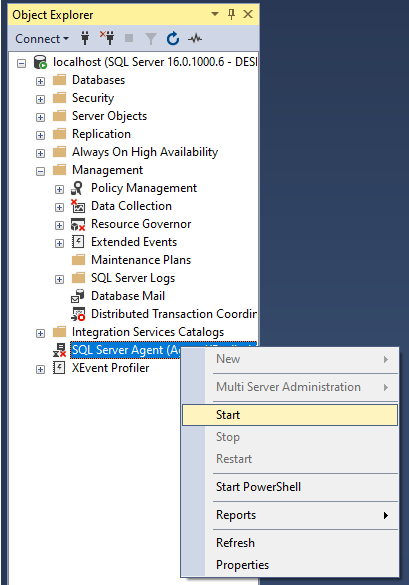 Object Explorer
Connect
localhost (SQL Server 16.0.1000.6 - DESI
Databases
Security
Server Objects
Replication
Always On High Availability
Management
Policy Management
Data Collection
Resource Governor
Extended Events
Maintenance Plans
SQL Server Logs
Database Mail
Distributed Transaction Coordin
Integration Services Catalogs
SQL Server Agent
XEvent Profiler
New
Multi Server Administration
Start
Stop
Restart
Start PowerShell
Reports
Refresh
Properties